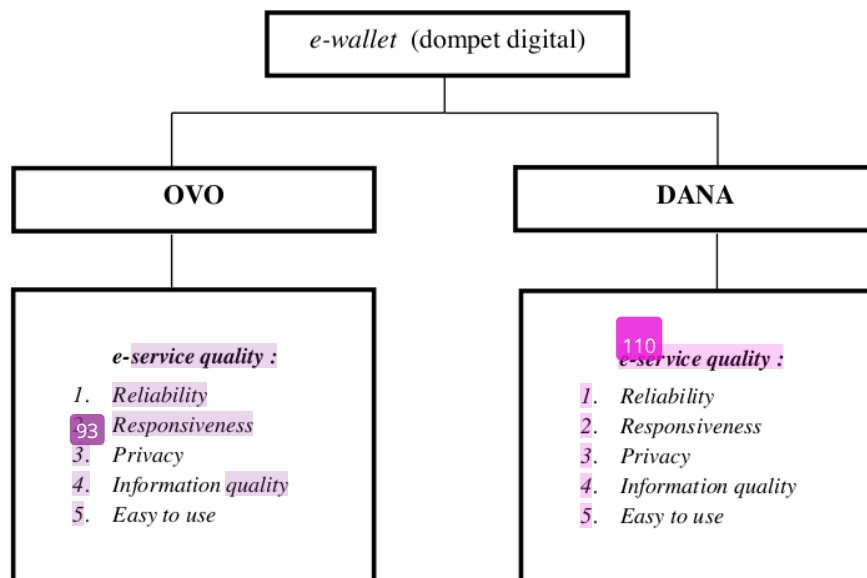 e-wallet (dompet digital)
OVO
DANA
e-service quality :
1. Reliability
2. Responsiveness
3. Privacy
4. Information quality
5. Easy to use
93
110
e-service quality :
1. Reliability
2. Responsiveness
3. Privacy
4. Information quality
5. Easy to use